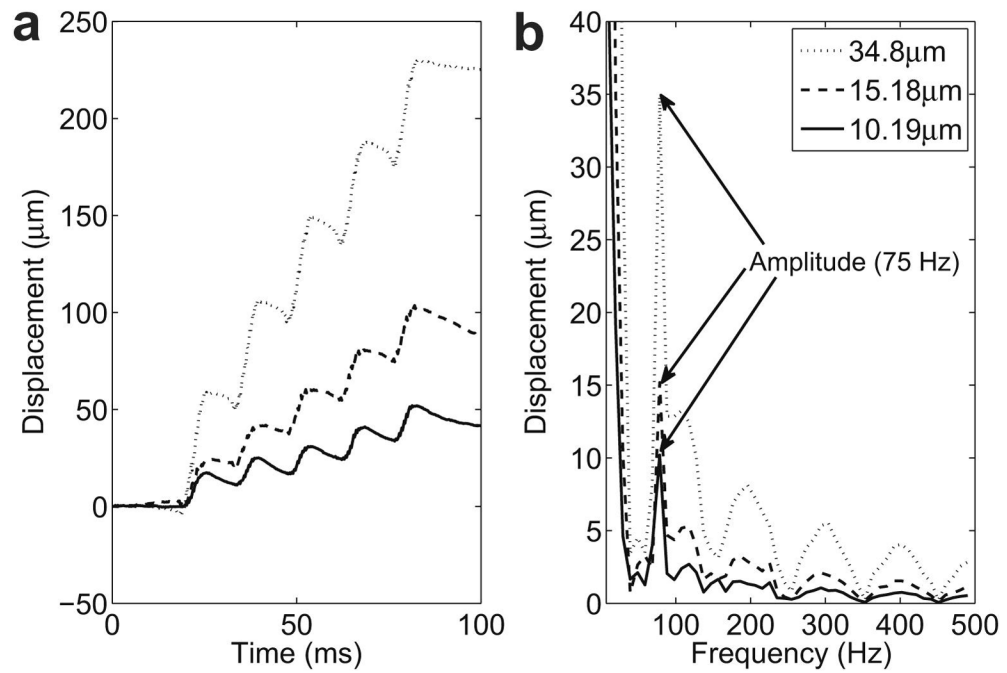 a
250
200
150
100
50
0
−50
Displacement (μm)
0 50 100
Time (ms)
b
40
35
30
25
20
15
10
5
0
Displacement (μm)
34.8μm
15.18μm
10.19μm
Amplitude (75 Hz)
100 200 300 400 500
Frequency (Hz)